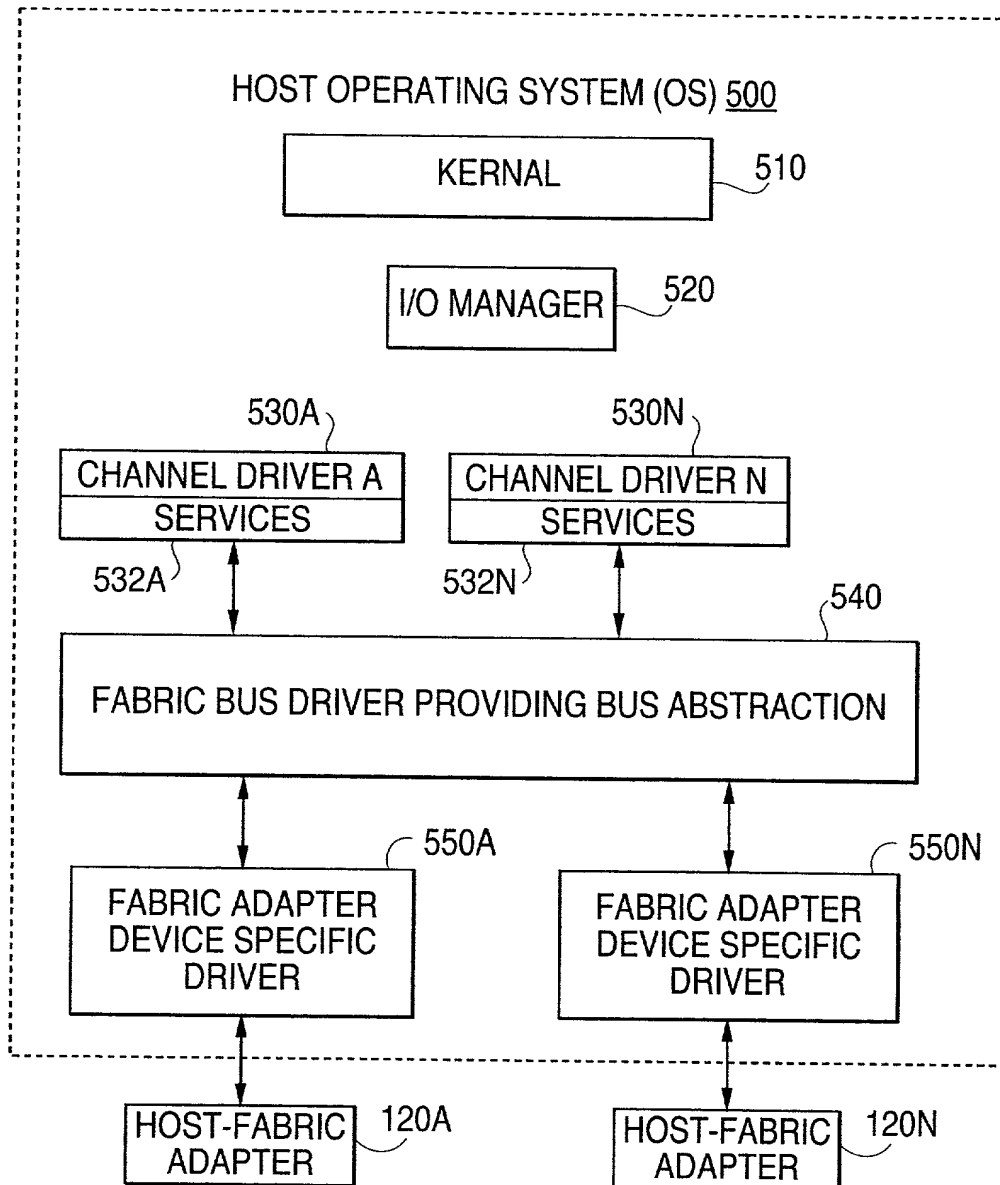 HOST OPERATING SYSTEM (OS) 500
KERNAL
510
I/O MANAGER
520
530A
530N
CHANNEL DRIVER A
CHANNEL DRIVER N
SERVICES
SERVICES
532A
532N
540
FABRIC BUS DRIVER PROVIDING BUS ABSTRACTION
550A
550N
FABRIC ADAPTER
DEVICE SPECIFIC
DRIVER
FABRIC ADAPTER
DEVICE SPECIFIC
DRIVER
HOST-FABRIC
ADAPTER
120A
HOST-FABRIC
ADAPTER
120N